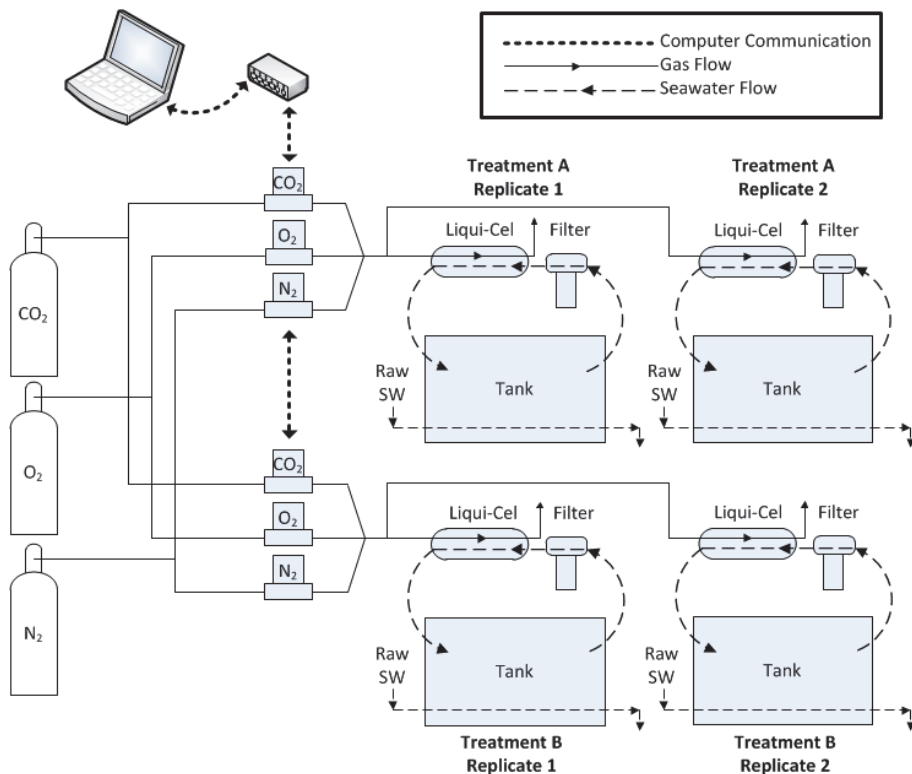 Computer Communication
Gas Flow
Seawater Flow
Treatment A
Replicate 1
Treatment A
Replicate 2
CO₂
O₂
N₂
Liqui-Cel
Filter
Liqui-Cel
Filter
CO₂
O₂
N₂
Raw
SW
Tank
Raw
SW
Tank
CO₂
O₂
N₂
Liqui-Cel
Filter
Liqui-Cel
Filter
Raw
SW
Tank
Raw
SW
Tank
Treatment B
Replicate 1
Treatment B
Replicate 2